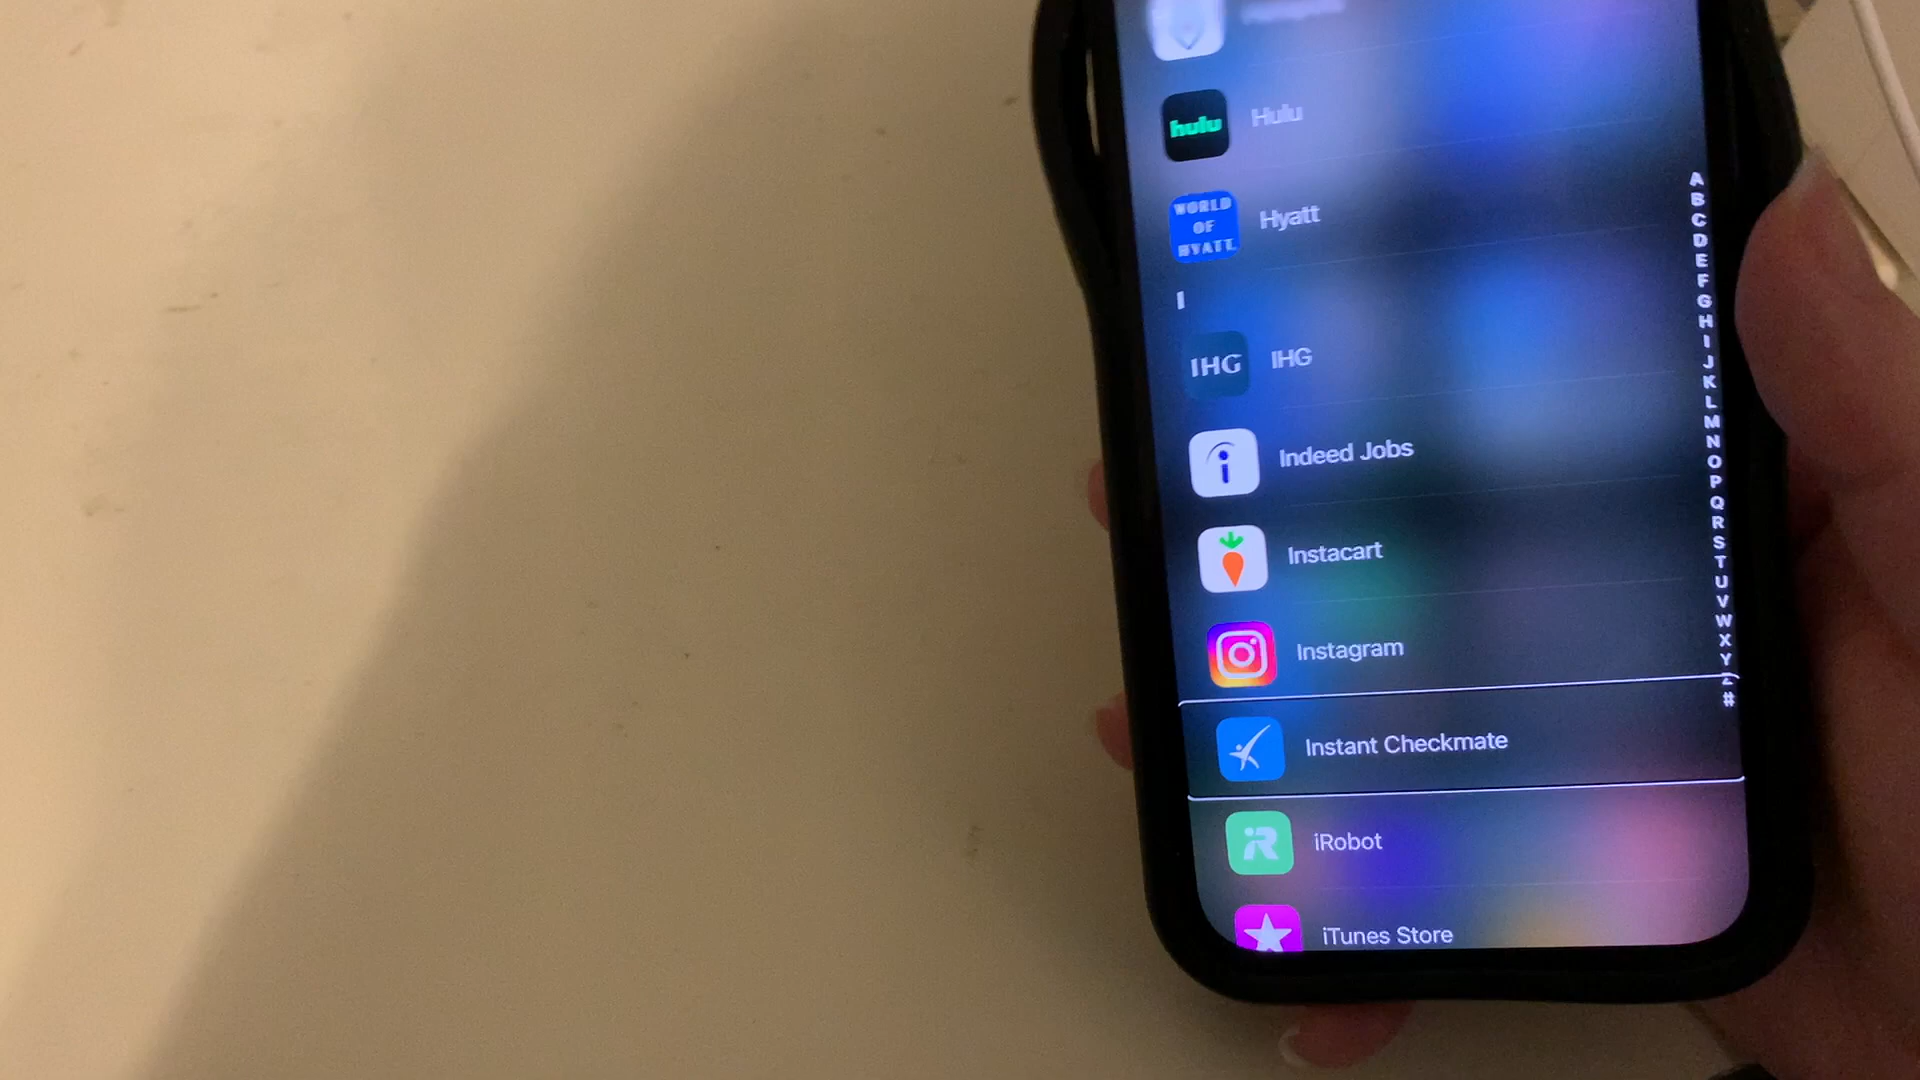 hulu
Hulu
WORLD
OF
HYATT
Hyatt
I
IHG
IHG
Indeed Jobs
Instacart
Instagram
Instant Checkmate
iRobot
iTunes Store
A
B
C
D
E
F
G
H
I
J
K
L
M
N
O
P
Q
R
S
T
U
V
W
X
Y
Z
#